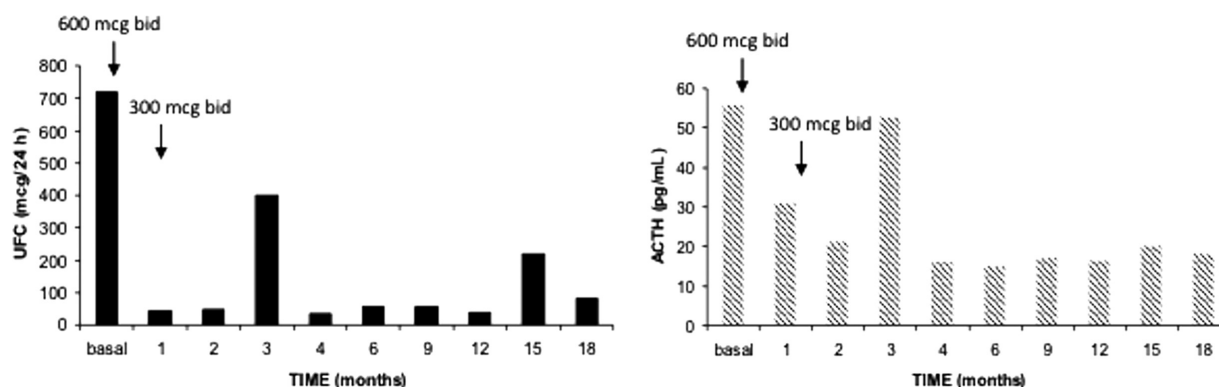 600 mcg bid
300 mcg bid
UFC (mcg/24 h)
800
700
600
500
400
300
200
100
0
basal 1 2 3 4 6 9 12 15 18
TIME (months)
600 mcg bid
300 mcg bid
ACTH (pg/mL)
60
50
40
30
20
10
0
basal 1 2 3 4 6 9 12 15 18
TIME (months)